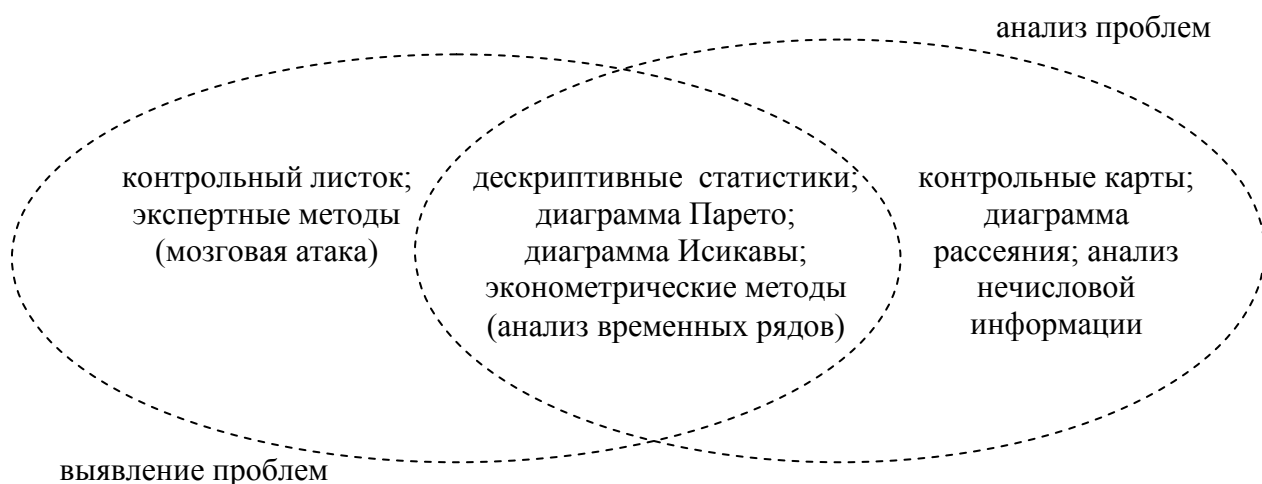 анализ проблем
контрольный листок;
экспертные методы
(мозговая атака)
дескриптивные статистики;
диаграмма Парето;
диаграмма Исикавы;
эконометрические методы
(анализ временных рядов)
контрольные карты;
диаграмма
рассеяния; анализ
нечисловой
информации
выявление проблем